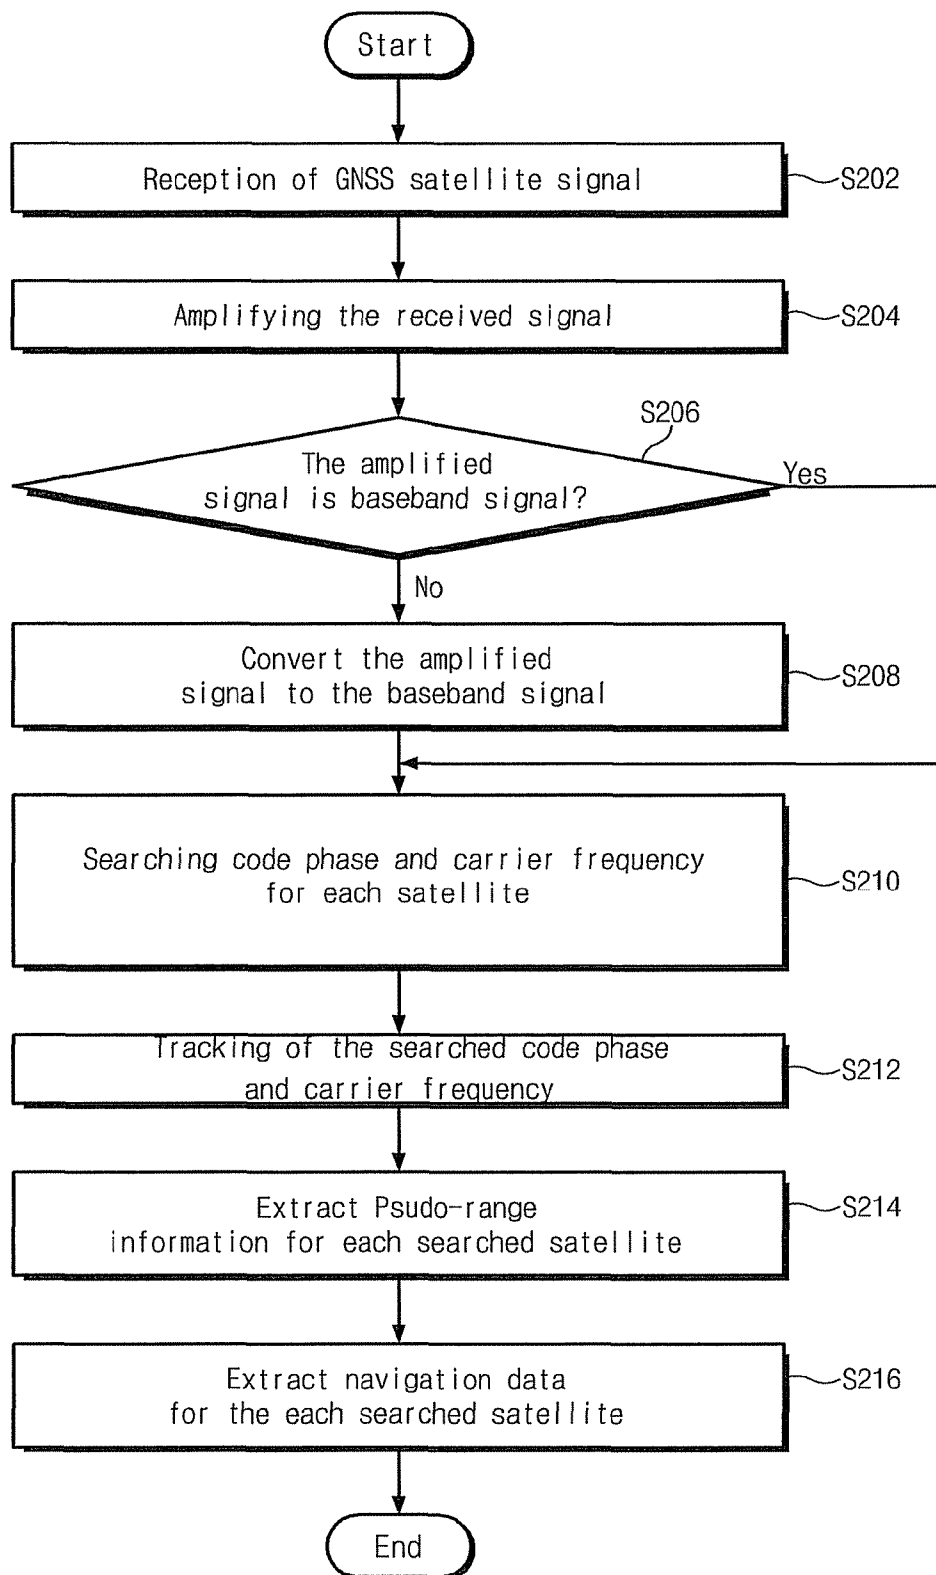 Start
Reception of GNSS satellite signal
S202
Amplifying the received signal
S204
S206
The amplified
signal is baseband signal?
Yes
No
Convert the amplified
signal to the baseband signal
S208
Searching code phase and carrier frequency
for each satellite
S210
Tracking of the searched code phase
and carrier frequency
S212
Extract Psudo-range
information for each searched satellite
S214
Extract navigation data
for the each searched satellite
S216
End